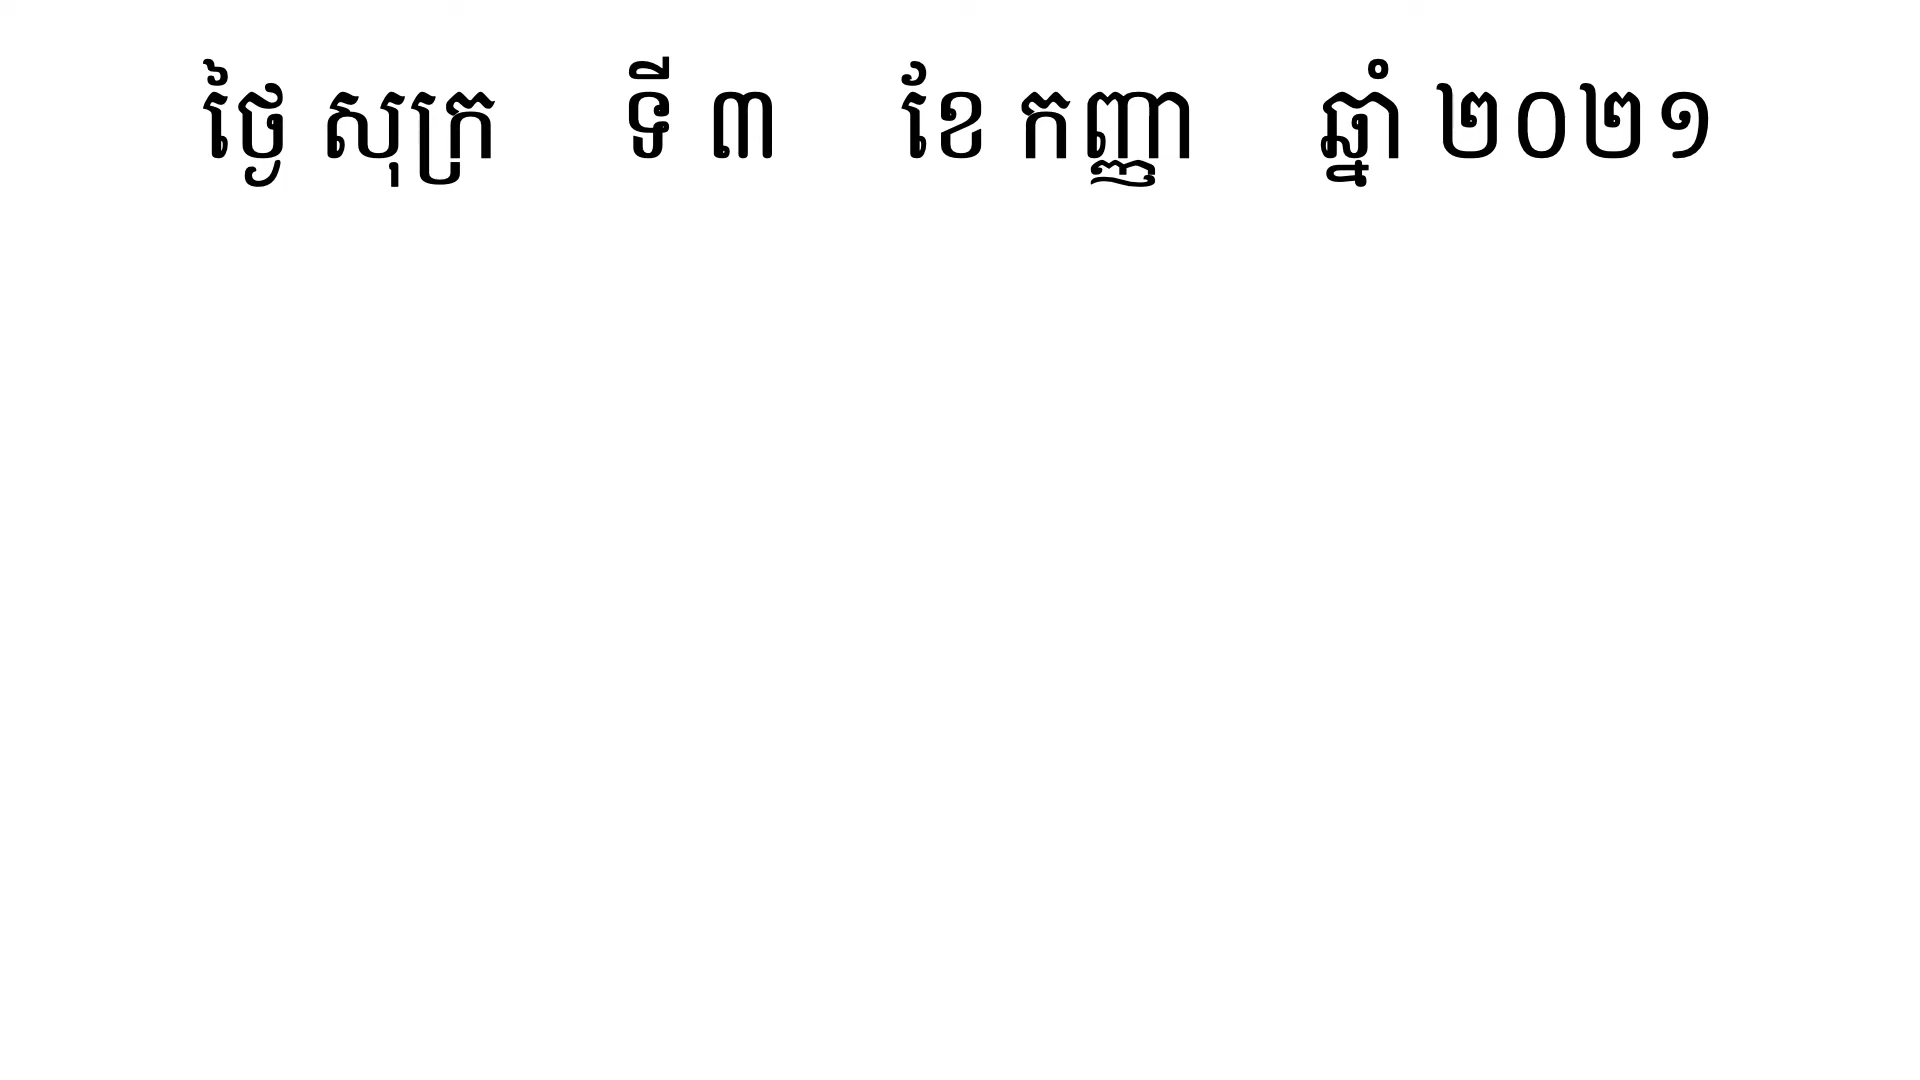 ថ្ងៃ សុក្រ ទី ៣ ខែ កញ្ញា ឆ្នាំ ២០២១